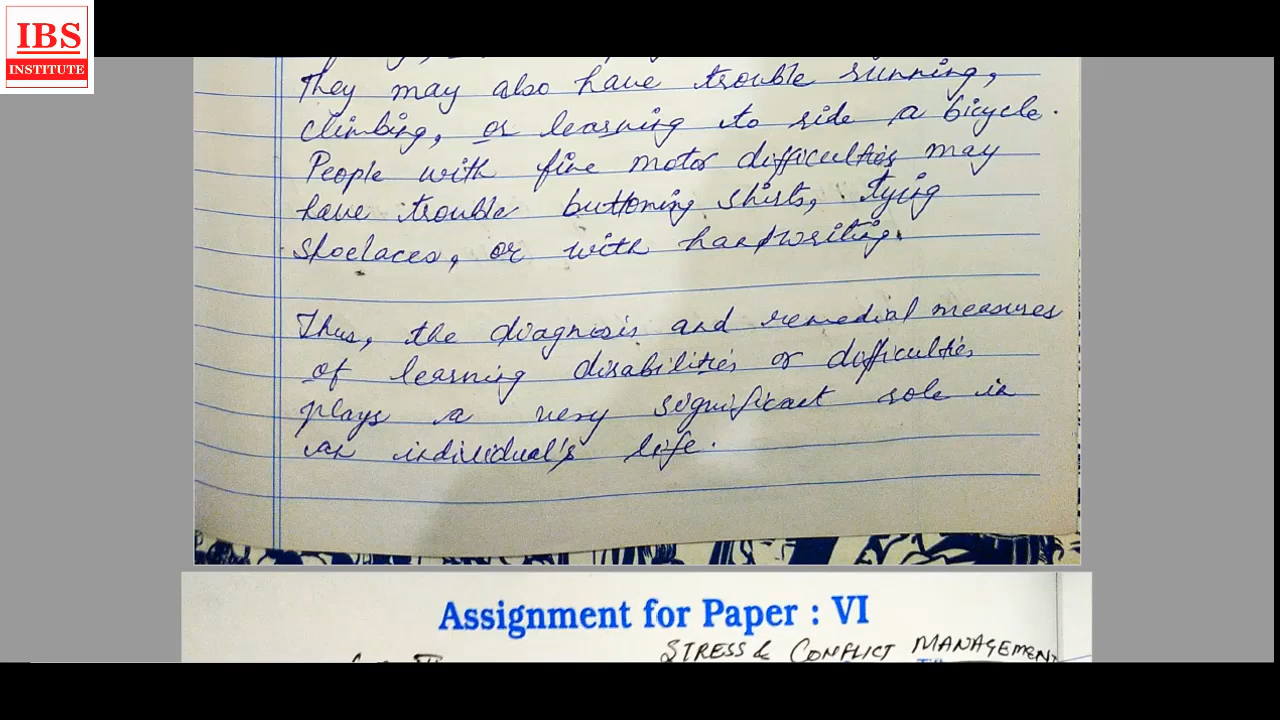 IBS
INSTITUTE
They may also have trouble running,
climbing, or learning to ride a bicycle.
People with fine motor difficulties may
have trouble buttoning shirts, tying
shoelaces, or with handwriting.
Thus, the diagnosis and remedial measures
of learning disabilities or difficulties
plays a very significant role in
an individual's life.
Assignment for Paper : VI
STRESS & CONFLICT MANAGEMENT